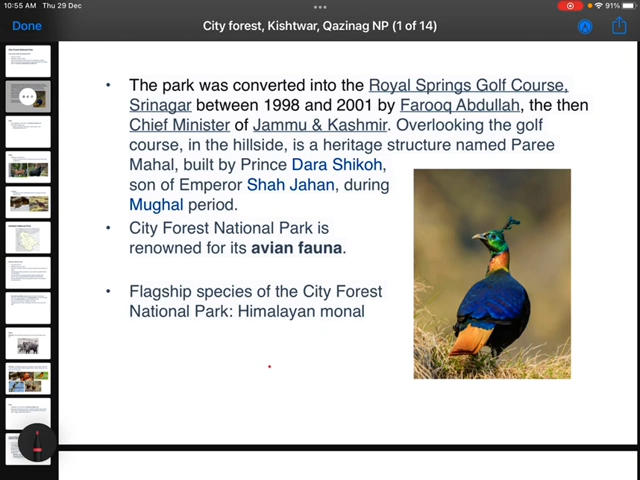 10:55 AM Thu 29 Dec
91%
Done
City forest, Kishtwar, Qazinag NP (1 of 14)
• The park was converted into the Royal Springs Golf Course,
Srinagar between 1998 and 2001 by Farooq Abdullah, the then
Chief Minister of Jammu & Kashmir. Overlooking the golf
course, in the hillside, is a heritage structure named Paree
Mahal, built by Prince Dara Shikoh,
son of Emperor Shah Jahan, during
Mughal period.
• City Forest National Park is
renowned for its avian fauna.
• Flagship species of the City Forest
National Park: Himalayan monal